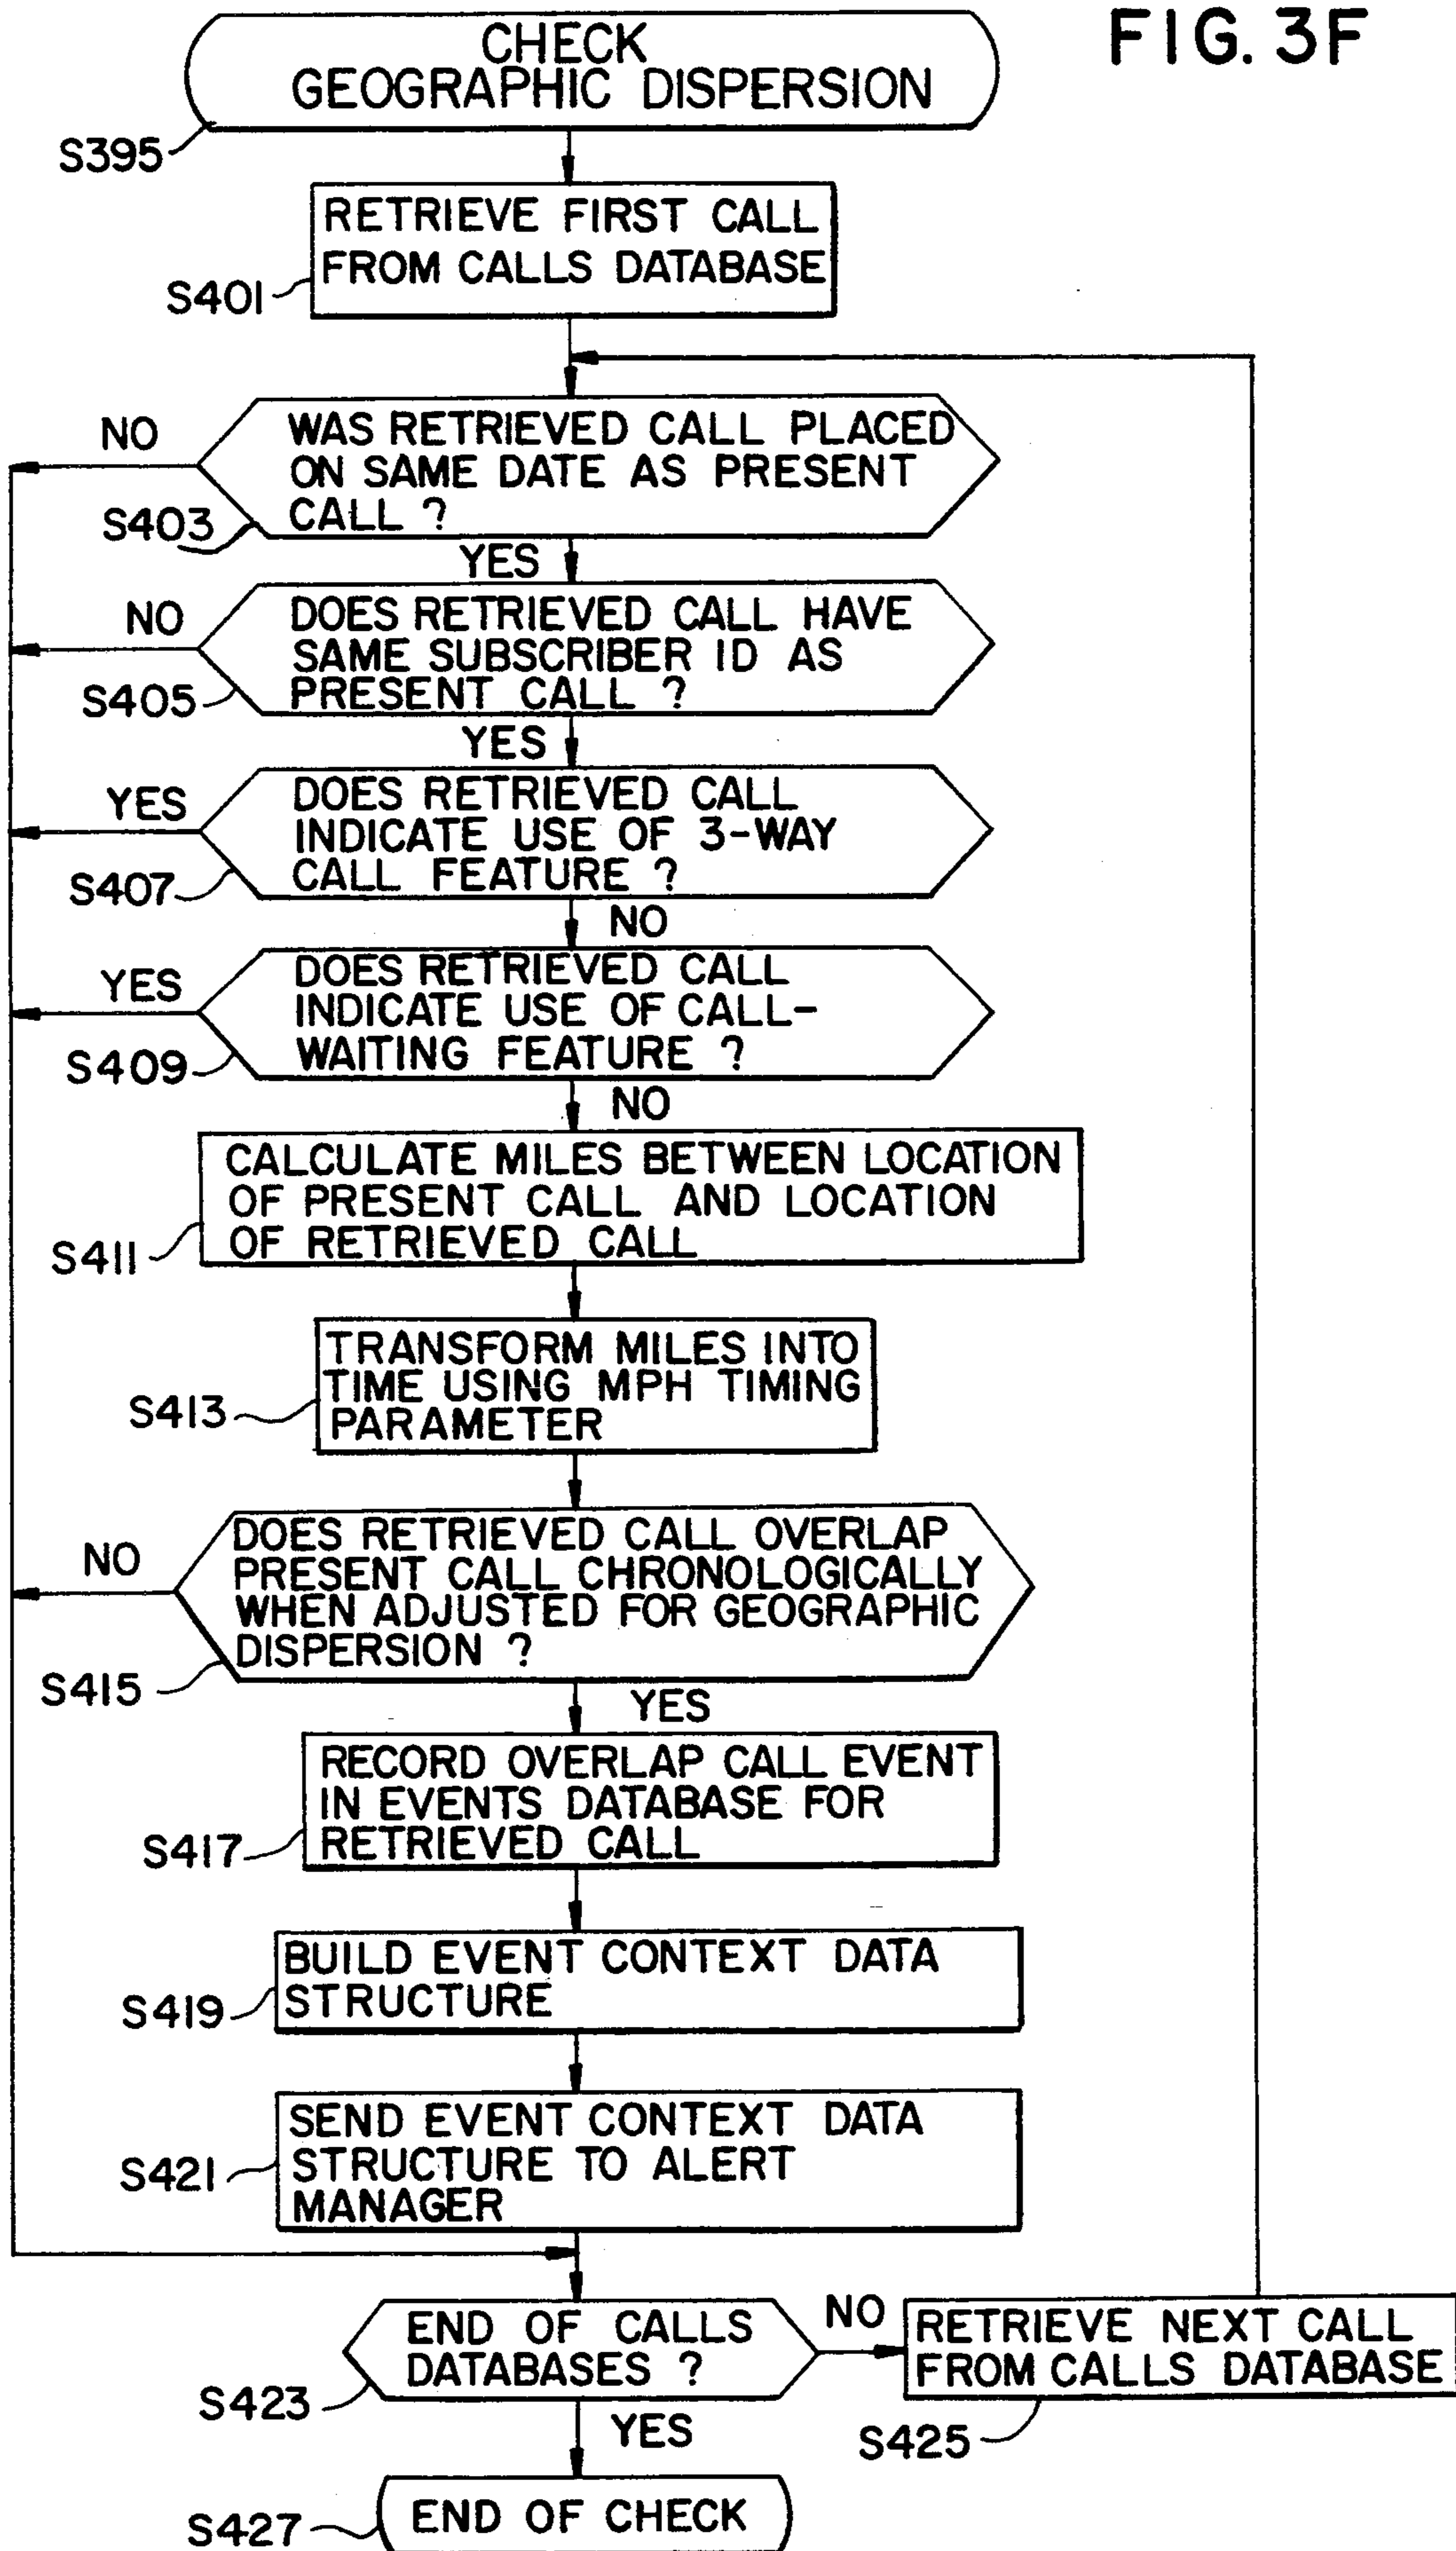 FIG. 3F
CHECK
GEOGRAPHIC DISPERSION
S395
RETRIEVE FIRST CALL
FROM CALLS DATABASE
S401
NO
WAS RETRIEVED CALL PLACED
ON SAME DATE AS PRESENT
CALL ?
S403
YES
NO
DOES RETRIEVED CALL HAVE
SAME SUBSCRIBER ID AS
PRESENT CALL ?
S405
YES
YES
DOES RETRIEVED CALL
INDICATE USE OF 3-WAY
CALL FEATURE ?
S407
NO
YES
DOES RETRIEVED CALL
INDICATE USE OF CALL-
WAITING FEATURE ?
S409
NO
CALCULATE MILES BETWEEN LOCATION
OF PRESENT CALL AND LOCATION
OF RETRIEVED CALL
S411
TRANSFORM MILES INTO
TIME USING MPH TIMING
PARAMETER
S413
NO
DOES RETRIEVED CALL OVERLAP
PRESENT CALL CHRONOLOGICALLY
WHEN ADJUSTED FOR GEOGRAPHIC
DISPERSION ?
S415
YES
RECORD OVERLAP CALL EVENT
IN EVENTS DATABASE FOR
RETRIEVED CALL
S417
BUILD EVENT CONTEXT DATA
STRUCTURE
S419
SEND EVENT CONTEXT DATA
STRUCTURE TO ALERT
MANAGER
S421
END OF CALLS
DATABASES ?
S423
NO
RETRIEVE NEXT CALL
FROM CALLS DATABASE
S425
YES
END OF CHECK
S427